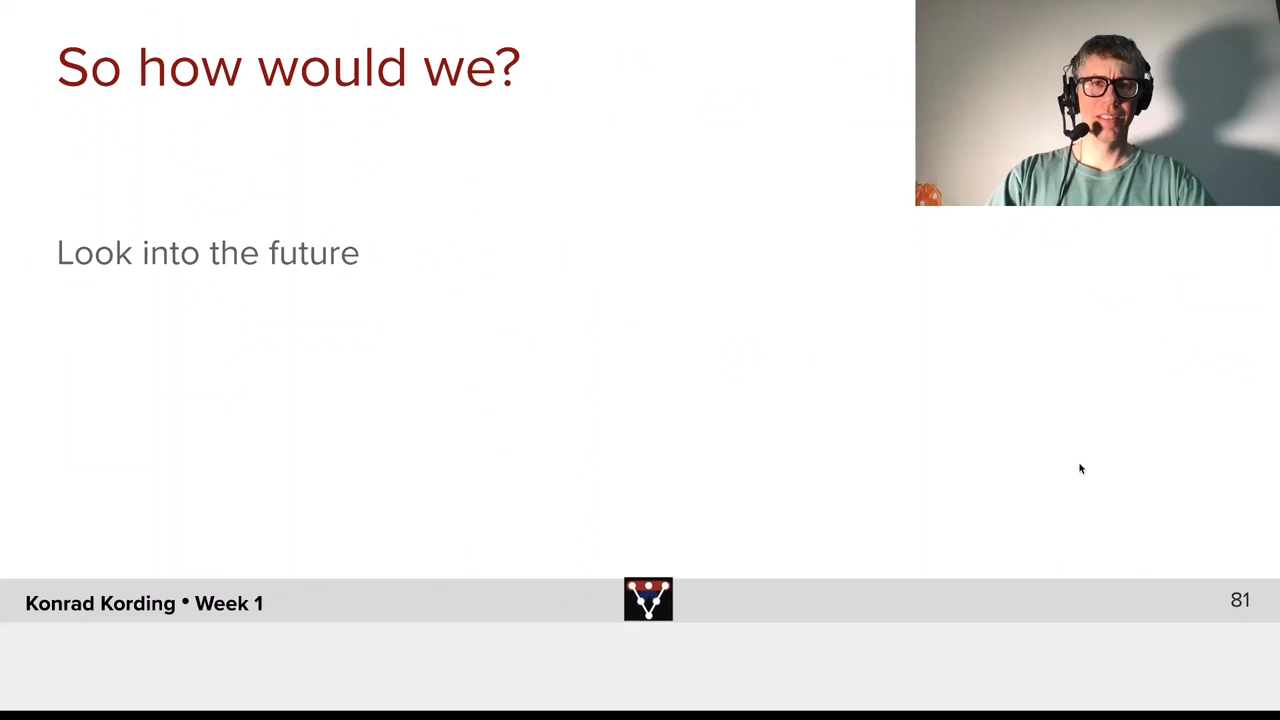 So how would we?
Look into the future
Konrad Kording • Week 1
81